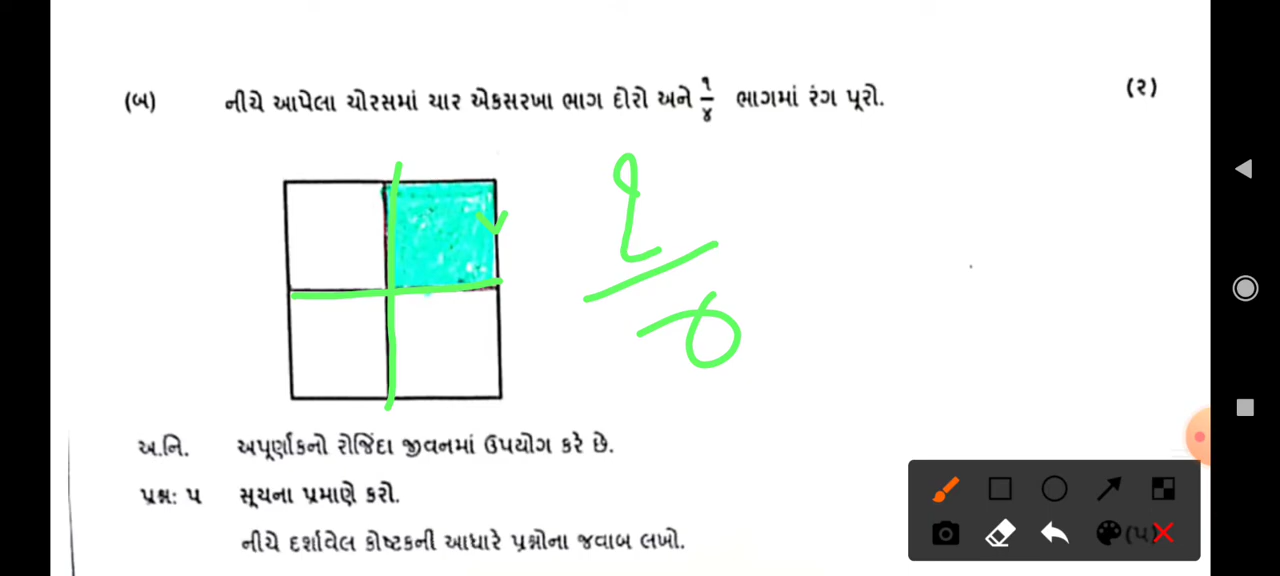 (બ) નીચે આપેલા ચોરસમાં ચાર એકસરખા ભાગ દોરો અને ૧/૪ ભાગમાં રંગ પૂરો. (૨)
૧/૪
અ.નિ. અપૂર્ણાંકનો રોજિંદા જીવનમાં ઉપયોગ કરે છે.
પ્રશ્ન: ૫ સૂચના પ્રમાણે કરો.
(૫)
નીચે દર્શાવેલ કોષ્ટકની આધારે પ્રશ્નોના જવાબ લખો.